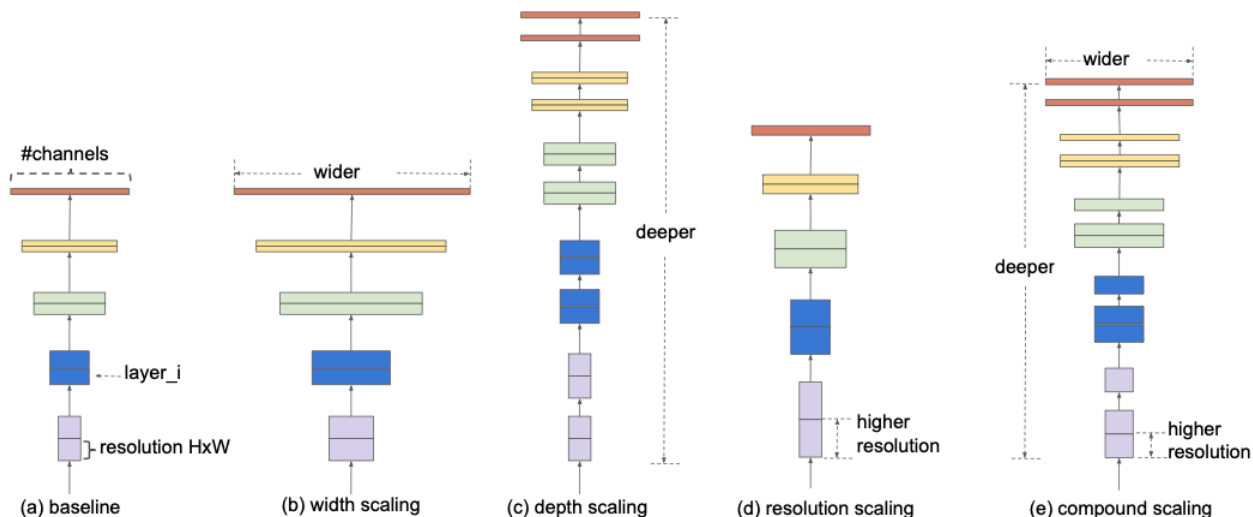 #channels
layer_i
resolution HxW
(a) baseline
wider
(b) width scaling
deeper
(c) depth scaling
higher
resolution
(d) resolution scaling
wider
deeper
higher
resolution
(e) compound scaling